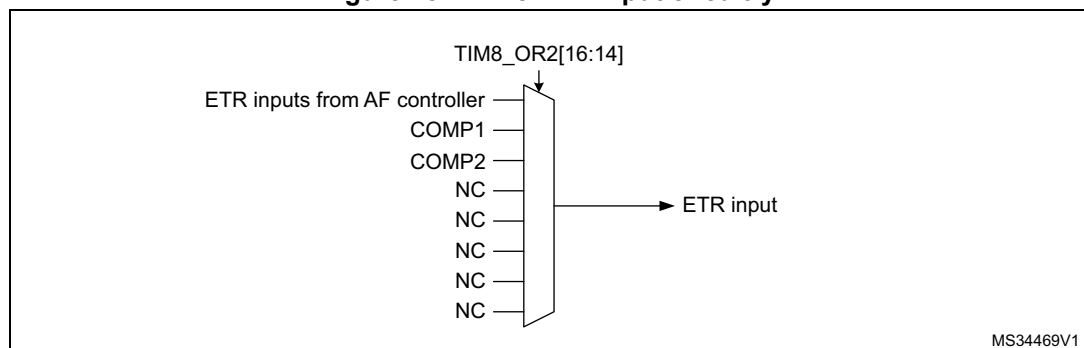 TIM8_OR2[16:14]
ETR inputs from AF controller
COMP1
COMP2
NC
NC
NC
NC
NC
ETR input
MS34469V1